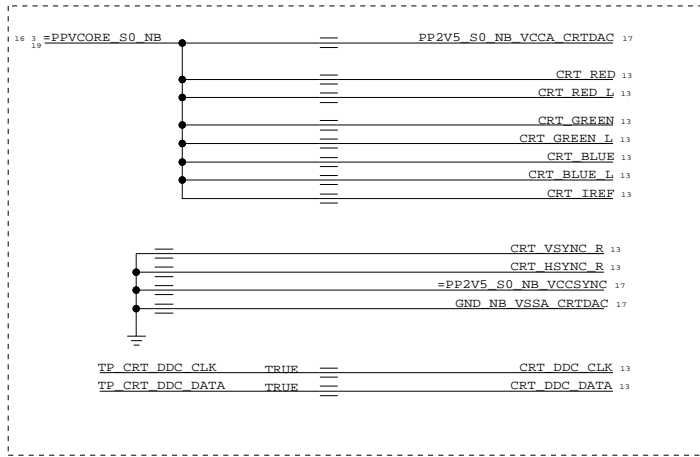 16 3 =PPVCORE_S0_NB PP2V5_S0_NB_VCCA_CRTDAC 17
19
CRT_RED 13
CRT_RED_L 13
CRT_GREEN 13
CRT_GREEN_L 13
CRT_BLUE 13
CRT_BLUE_L 13
CRT_IREF 13
CRT_VSYNC_R 13
CRT_HSYNC_R 13
=PP2V5_S0_NB_VCCSYNC 17
GND_NB_VSSA_CRTDAC 17
TP_CRT_DDC_CLK TRUE CRT_DDC_CLK 13
TP_CRT_DDC_DATA TRUE CRT_DDC_DATA 13